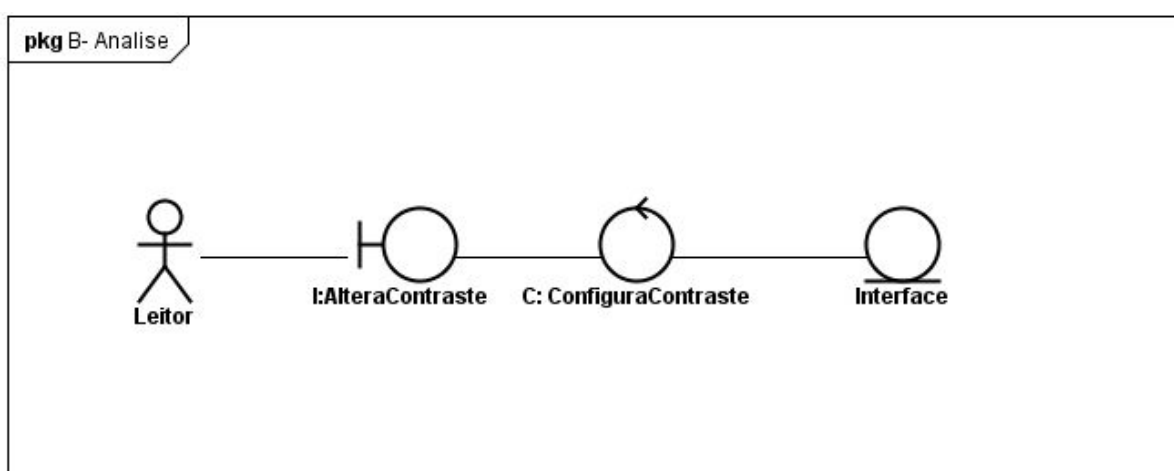 pkg B- Analise
I:AlteraContraste
C: ConfiguraContraste
Interface
Leitor